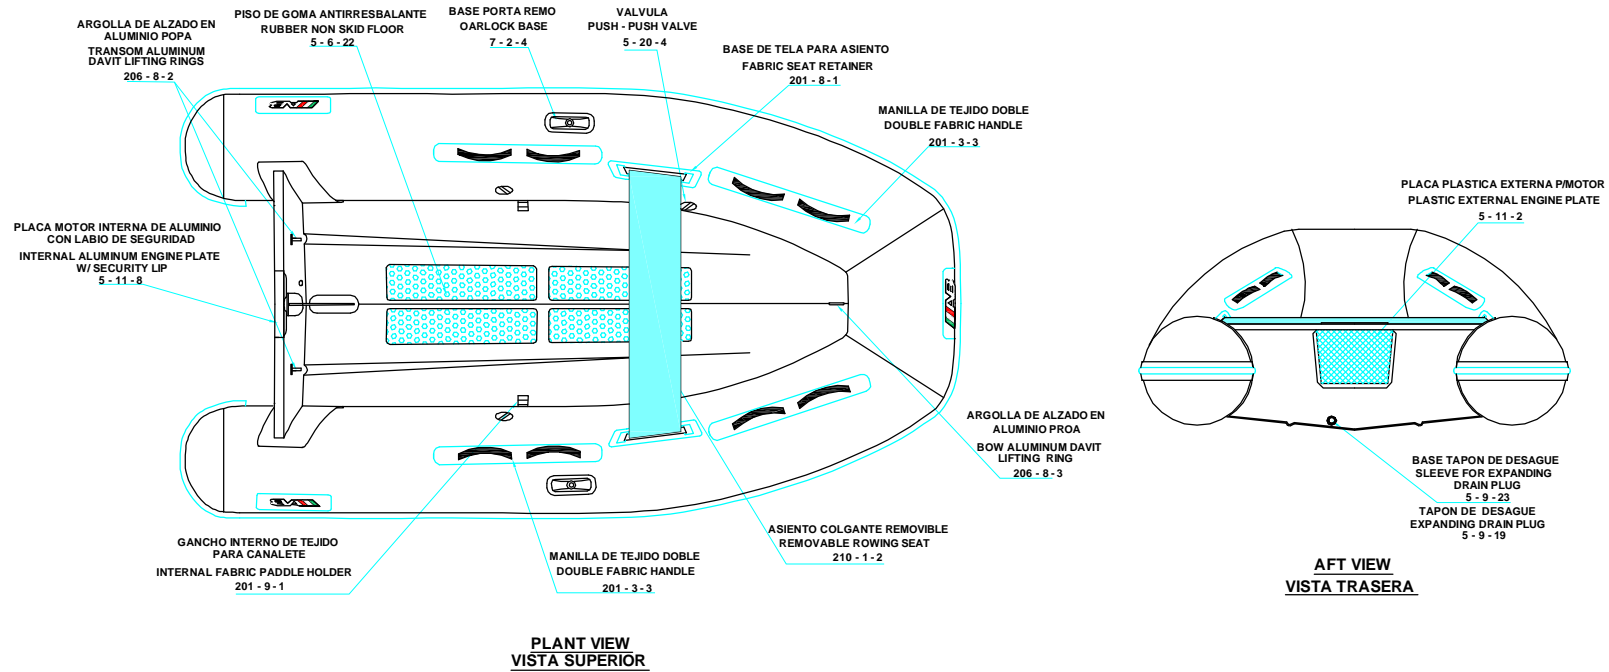 ARGOLLA DE ALZADO EN
ALUMINIO POPA
TRANSOM ALUMINUM
DAVIT LIFTING RINGS
206 - 8 - 2
PISO DE GOMA ANTIRRESBALANTE
RUBBER NON SKID FLOOR
5 - 6 - 22
BASE PORTA REMO
OARLOCK BASE
7 - 2 - 4
VALVULA
PUSH - PUSH VALVE
5 - 20 - 4
BASE DE TELA PARA ASIENTO
FABRIC SEAT RETAINER
201 - 8 - 1
MANILLA DE TEJIDO DOBLE
DOUBLE FABRIC HANDLE
201 - 3 - 3
PLACA MOTOR INTERNA DE ALUMINIO
CON LABIO DE SEGURIDAD
INTERNAL ALUMINUM ENGINE PLATE
W/ SECURITY LIP
5 - 11 - 8
ARGOLLA DE ALZADO EN
ALUMINIO PROA
BOW ALUMINUM DAVIT
LIFTING RING
206 - 8 - 3
GANCHO INTERNO DE TEJIDO
PARA CANALETE
INTERNAL FABRIC PADDLE HOLDER
201 - 9 - 1
MANILLA DE TEJIDO DOBLE
DOUBLE FABRIC HANDLE
201 - 3 - 3
ASIENTO COLGANTE REMOVIBLE
REMOVABLE ROWING SEAT
210 - 1 - 2
PLANT VIEW
VISTA SUPERIOR
PLACA PLASTICA EXTERNA P/MOTOR
PLASTIC EXTERNAL ENGINE PLATE
5 - 11 - 2
BASE TAPON DE DESAGUE
SLEEVE FOR EXPANDING
DRAIN PLUG
5 - 9 - 23
TAPON DE DESAGUE
EXPANDING DRAIN PLUG
5 - 9 - 19
AFT VIEW
VISTA TRASERA